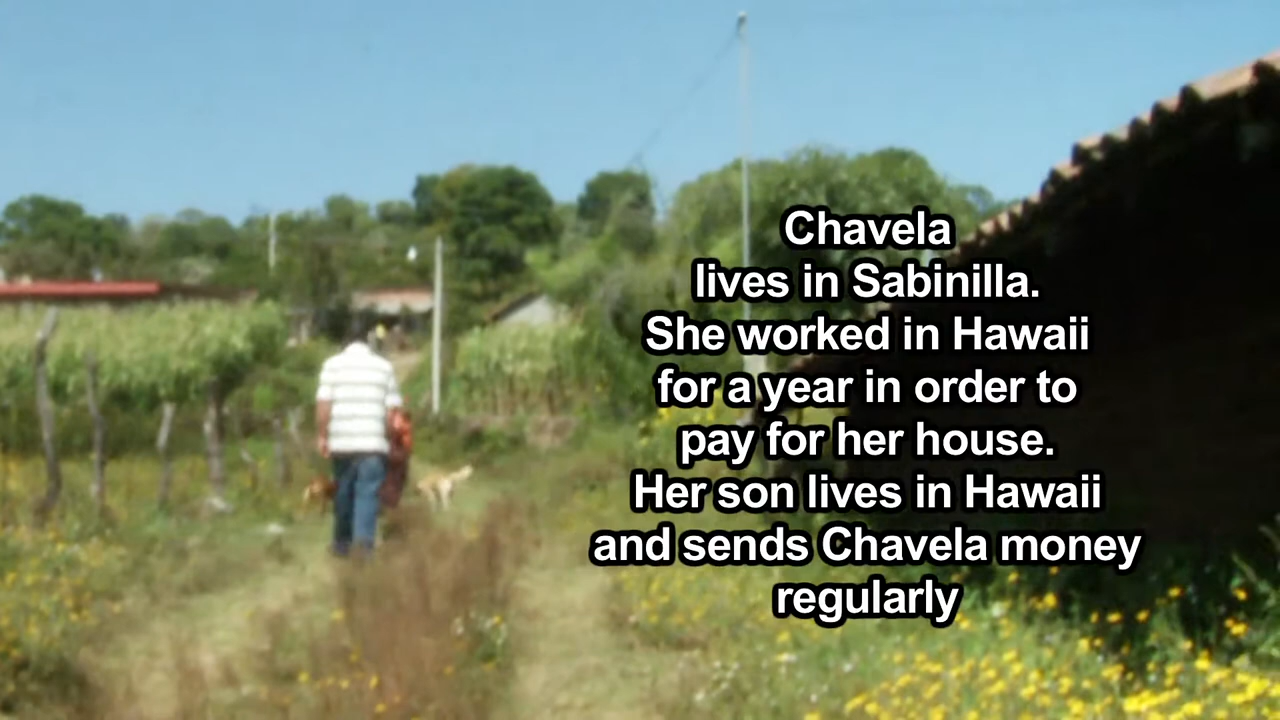 Chavela
lives in Sabinilla.
She worked in Hawaii
for a year in order to
pay for her house.
Her son lives in Hawaii
and sends Chavela money
regularly